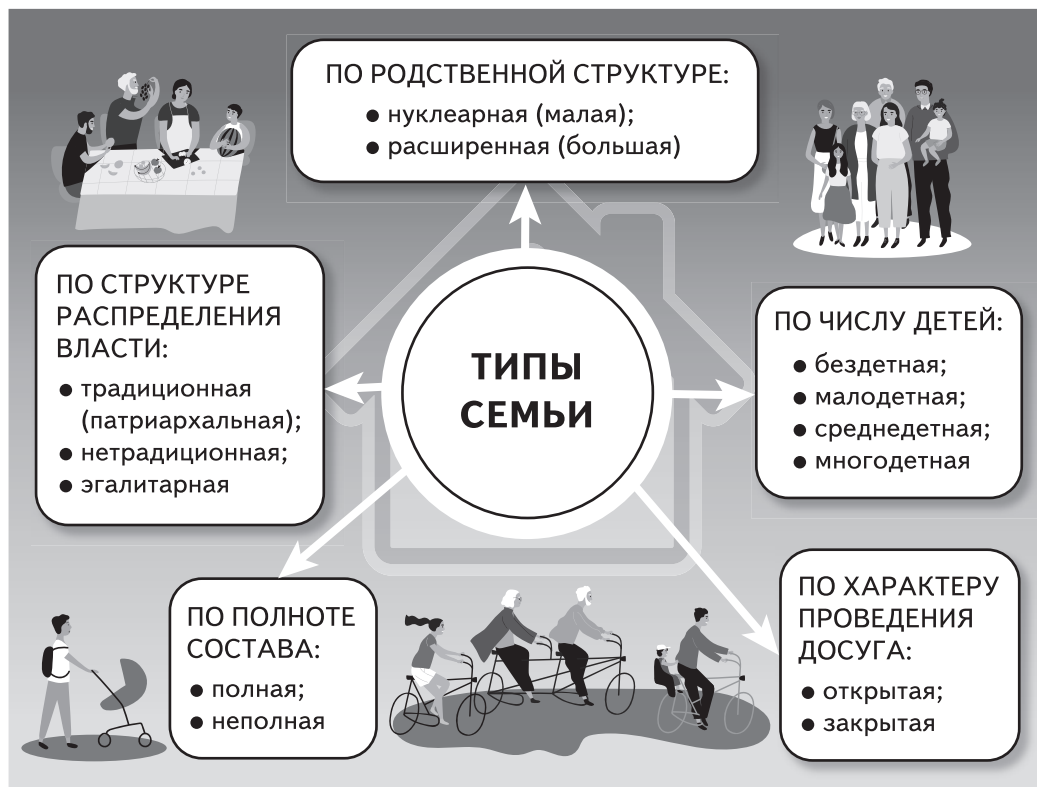 ПО РОДСТВЕННОЙ СТРУКТУРЕ:
● нуклеарная (малая);
● расширенная (большая)
ПО СТРУКТУРЕ
РАСПРЕДЕЛЕНИЯ
ВЛАСТИ:
● традиционная
(патриархальная);
● нетрадиционная;
● эгалитарная
ТИПЫ
СЕМЬИ
ПО ЧИСЛУ ДЕТЕЙ:
● бездетная;
● малодетная;
● среднедетная;
● многодетная
ПО ПОЛНОТЕ
СОСТАВА:
● полная;
● неполная
ПО ХАРАКТЕРУ
ПРОВЕДЕНИЯ
ДОСУГА:
● открытая;
● закрытая